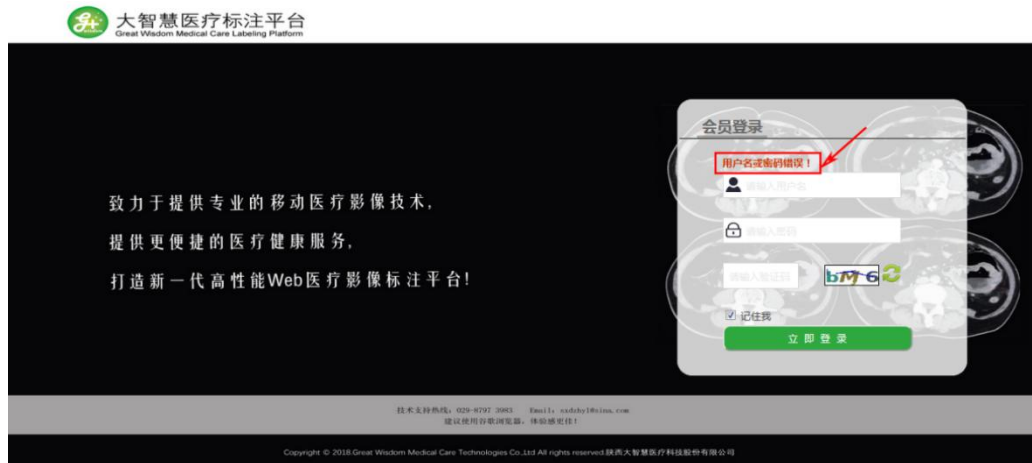 大智慧医疗标注平台
Great Wisdom Medical Care Labeling Platform
会员登录
用户名或密码错误！
请输入用户名
致力于提供专业的移动医疗影像技术,
提供更便捷的医疗健康服务,
打造新一代高性能Web医疗影像标注平台!
请输入密码
请输入验证码 bM 6
记住我
立即登录
技术支持热线: 029-8797 3983 Email:
建议使用谷歌浏览器, 体验感更佳!
Copyright © 2018.Great Wisdom Medical Care Technologies Co.,Ltd All rights reserved.陕西大智慧医疗科技股份有限公司